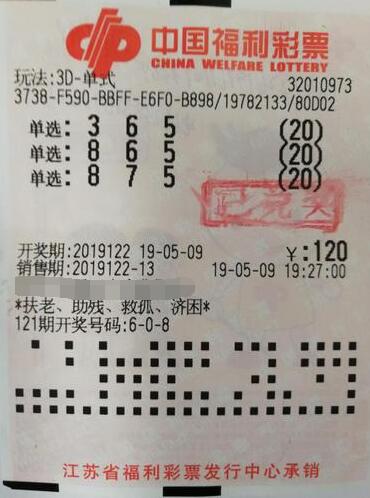 中国福利彩票
CHINA WELFARE LOTTERY
玩法:3D-单式 32010973
3738-F590-BBFF-E6F0-B898/19782133/80D02
单选: 3 6 5 (20)
单选: 8 6 5 (20)
单选: 8 7 5 (20)
已兑奖
开奖期:2019122 19-05-09 ¥:120
销售期:2019122-13 19-05-09 19:27:00
*扶老、助残、救孤、济困*
121期开奖号码:6-0-8
江苏省福利彩票发行中心承销